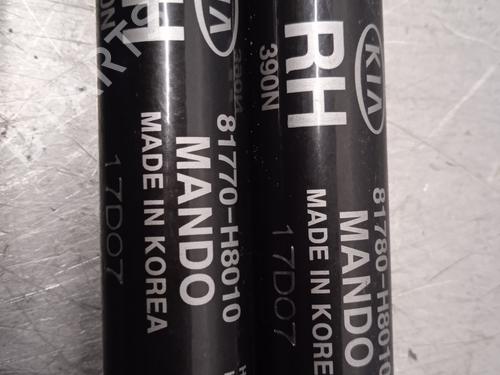 KIA
RH
390N
81770-H8010
MANDO
MADE IN KOREA
17D07
KIA
RH
390N
81780-H8010
MANDO
MADE IN KORE
17D07